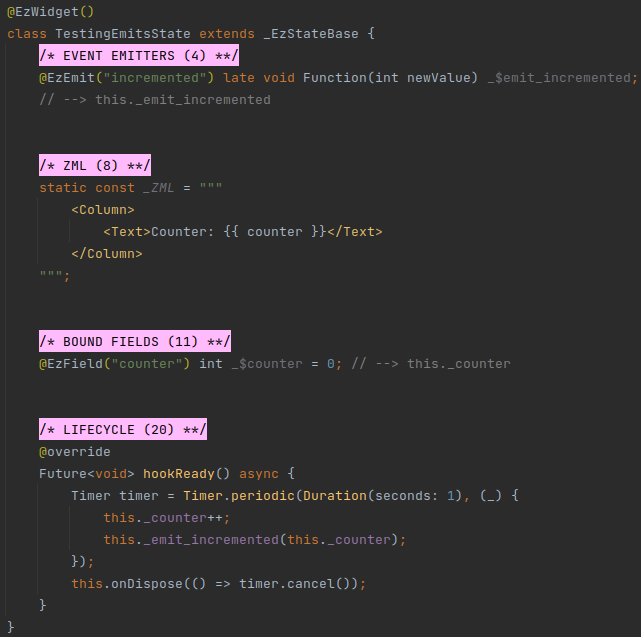 @EzWidget()
class TestingEmitsState extends _EzStateBase {
/* EVENT EMITTERS (4) **/
@EzEmit("incremented") late void Function(int newValue) _$emit_incremented;
// --> this._emit_incremented
/* ZML (8) **/
static const _ZML = """
<Column>
<Text>Counter: {{ counter }}</Text>
</Column>
""";
/* BOUND FIELDS (11) **/
@EzField("counter") int _$counter = 0; // --> this._counter
/* LIFECYCLE (20) **/
@override
Future<void> hookReady() async {
Timer timer = Timer.periodic(Duration(seconds: 1), (_) {
this._counter++;
this._emit_incremented(this._counter);
});
this.onDispose(() => timer.cancel());
}
}